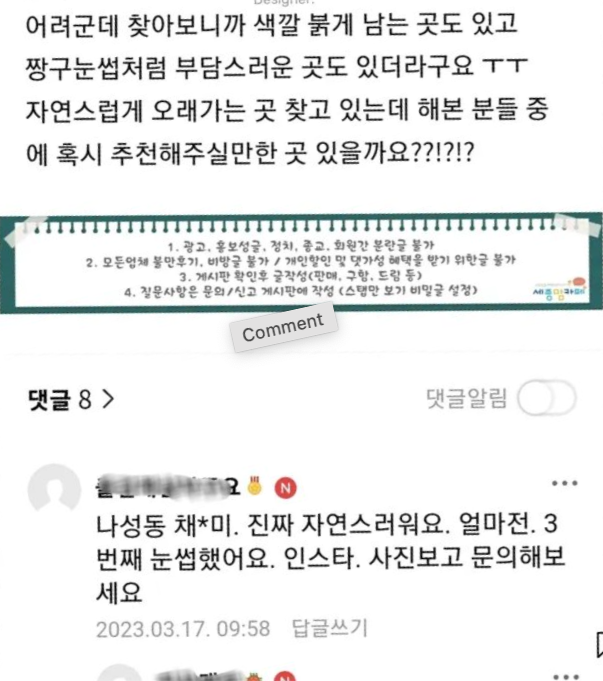 어려군데 찾아보니까 색깔 붉게 남는 곳도 있고
짱구눈썹처럼 부담스러운 곳도 있더라구요 ㅜㅜ
자연스럽게 오래가는 곳 찾고 있는데 해본 분들 중
에 혹시 추천해주실만한 곳 있을까요??!?!?
1. 광고, 홍보성글, 정치, 종교, 회원간 분란글 불가
2. 모든업체 불만후기, 비방글 불가 / 개인할인 및 댓가성 혜택을 받기 위한글 불가
3. 게시판 확인후 글작성(판매, 구함, 드림 등)
4. 질문사항은 문의/신고 게시판에 작성 (스탭만 보기 비밀글 설정)
세종맘카페
Comment
댓글 8 >
댓글알림
요
N
나성동 채*미. 진짜 자연스러워요. 얼마전. 3
번째 눈썹했어요. 인스타. 사진보고 문의해보
세요
2023.03.17. 09:58 답글쓰기